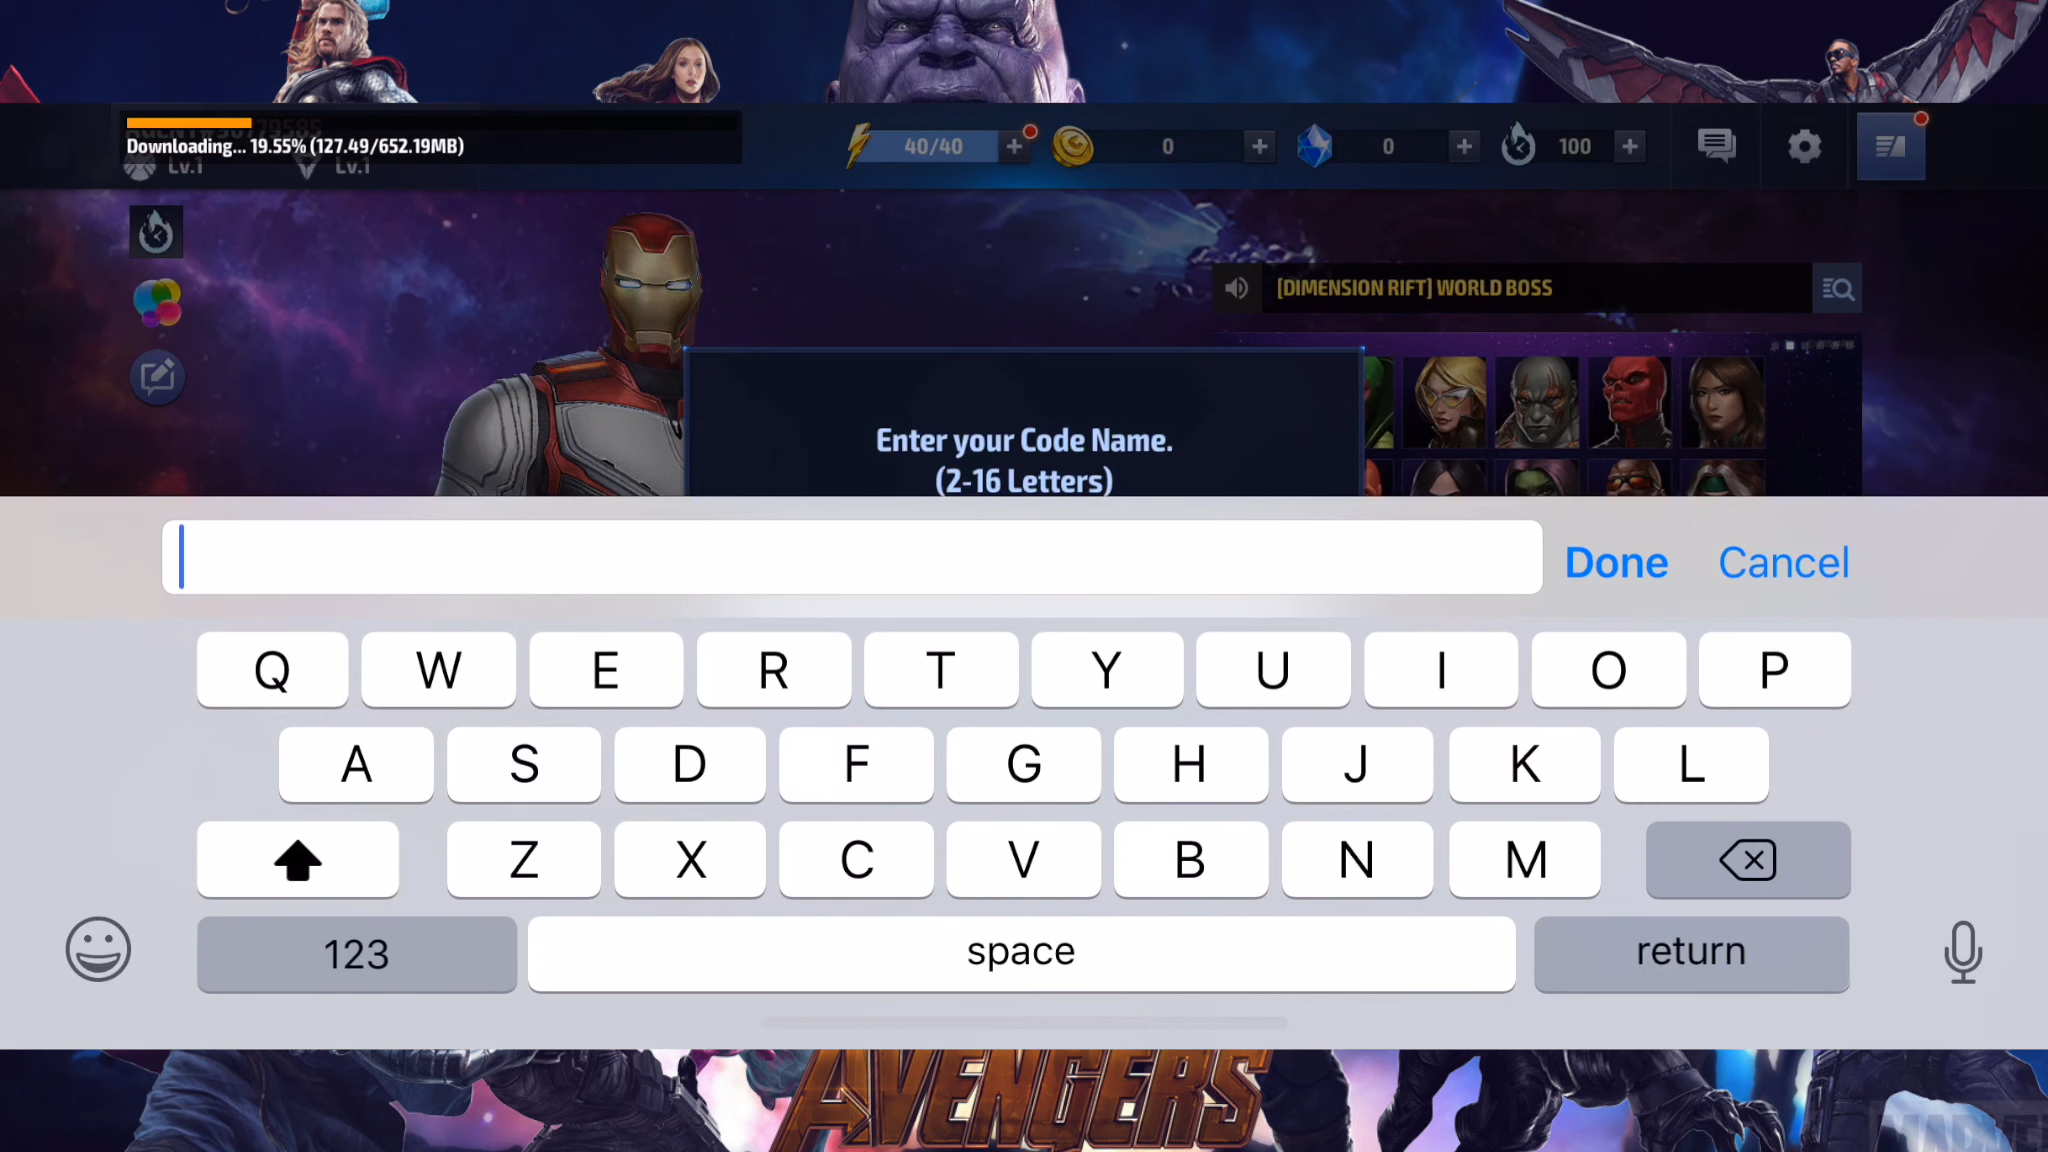 Downloading... 19.55% (127.49/652.19MB)
Lv.1
Lv.1
40/40
0
0
100
[DIMENSION RIFT] WORLD BOSS
Enter your Code Name.
(2-16 Letters)
Done
Cancel
Q W E R T Y U I O P
A S D F G H J K L
Z X C V B N M
123
space
return
AVENGERS
MARVEL